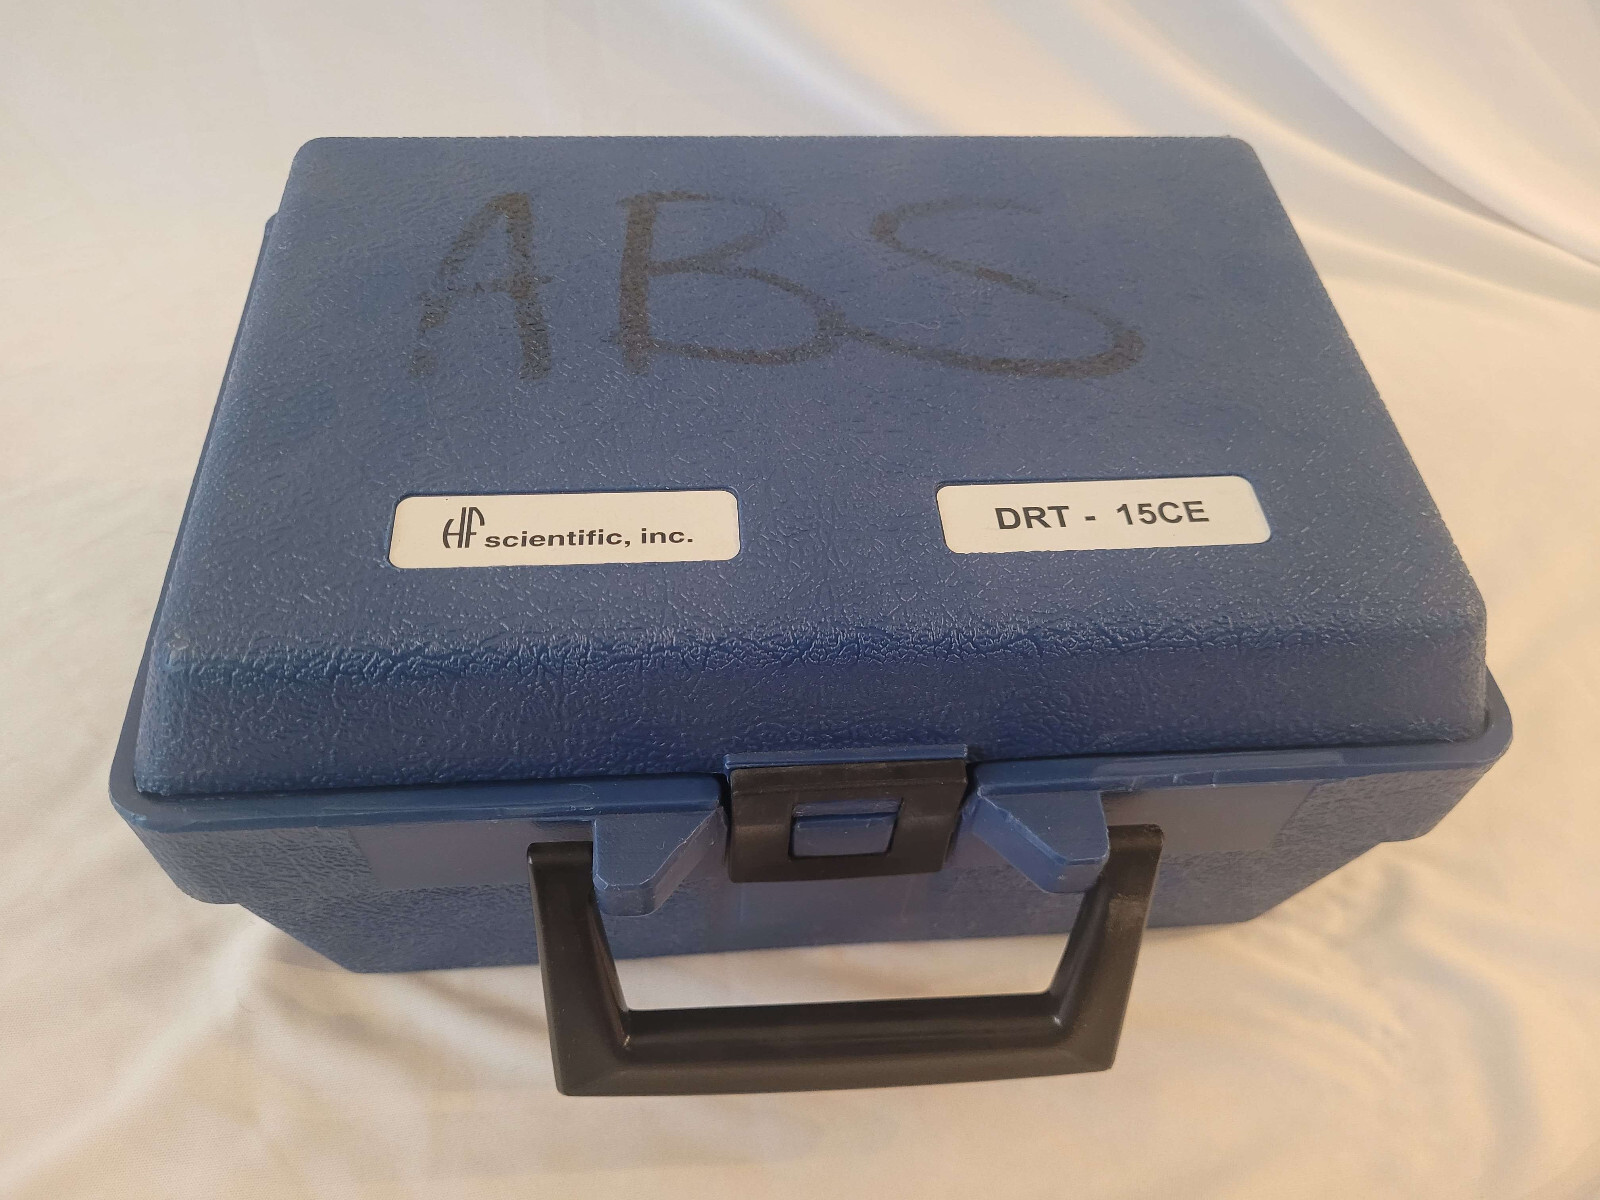 ABS
HF scientific, inc.
DRT - 15CE